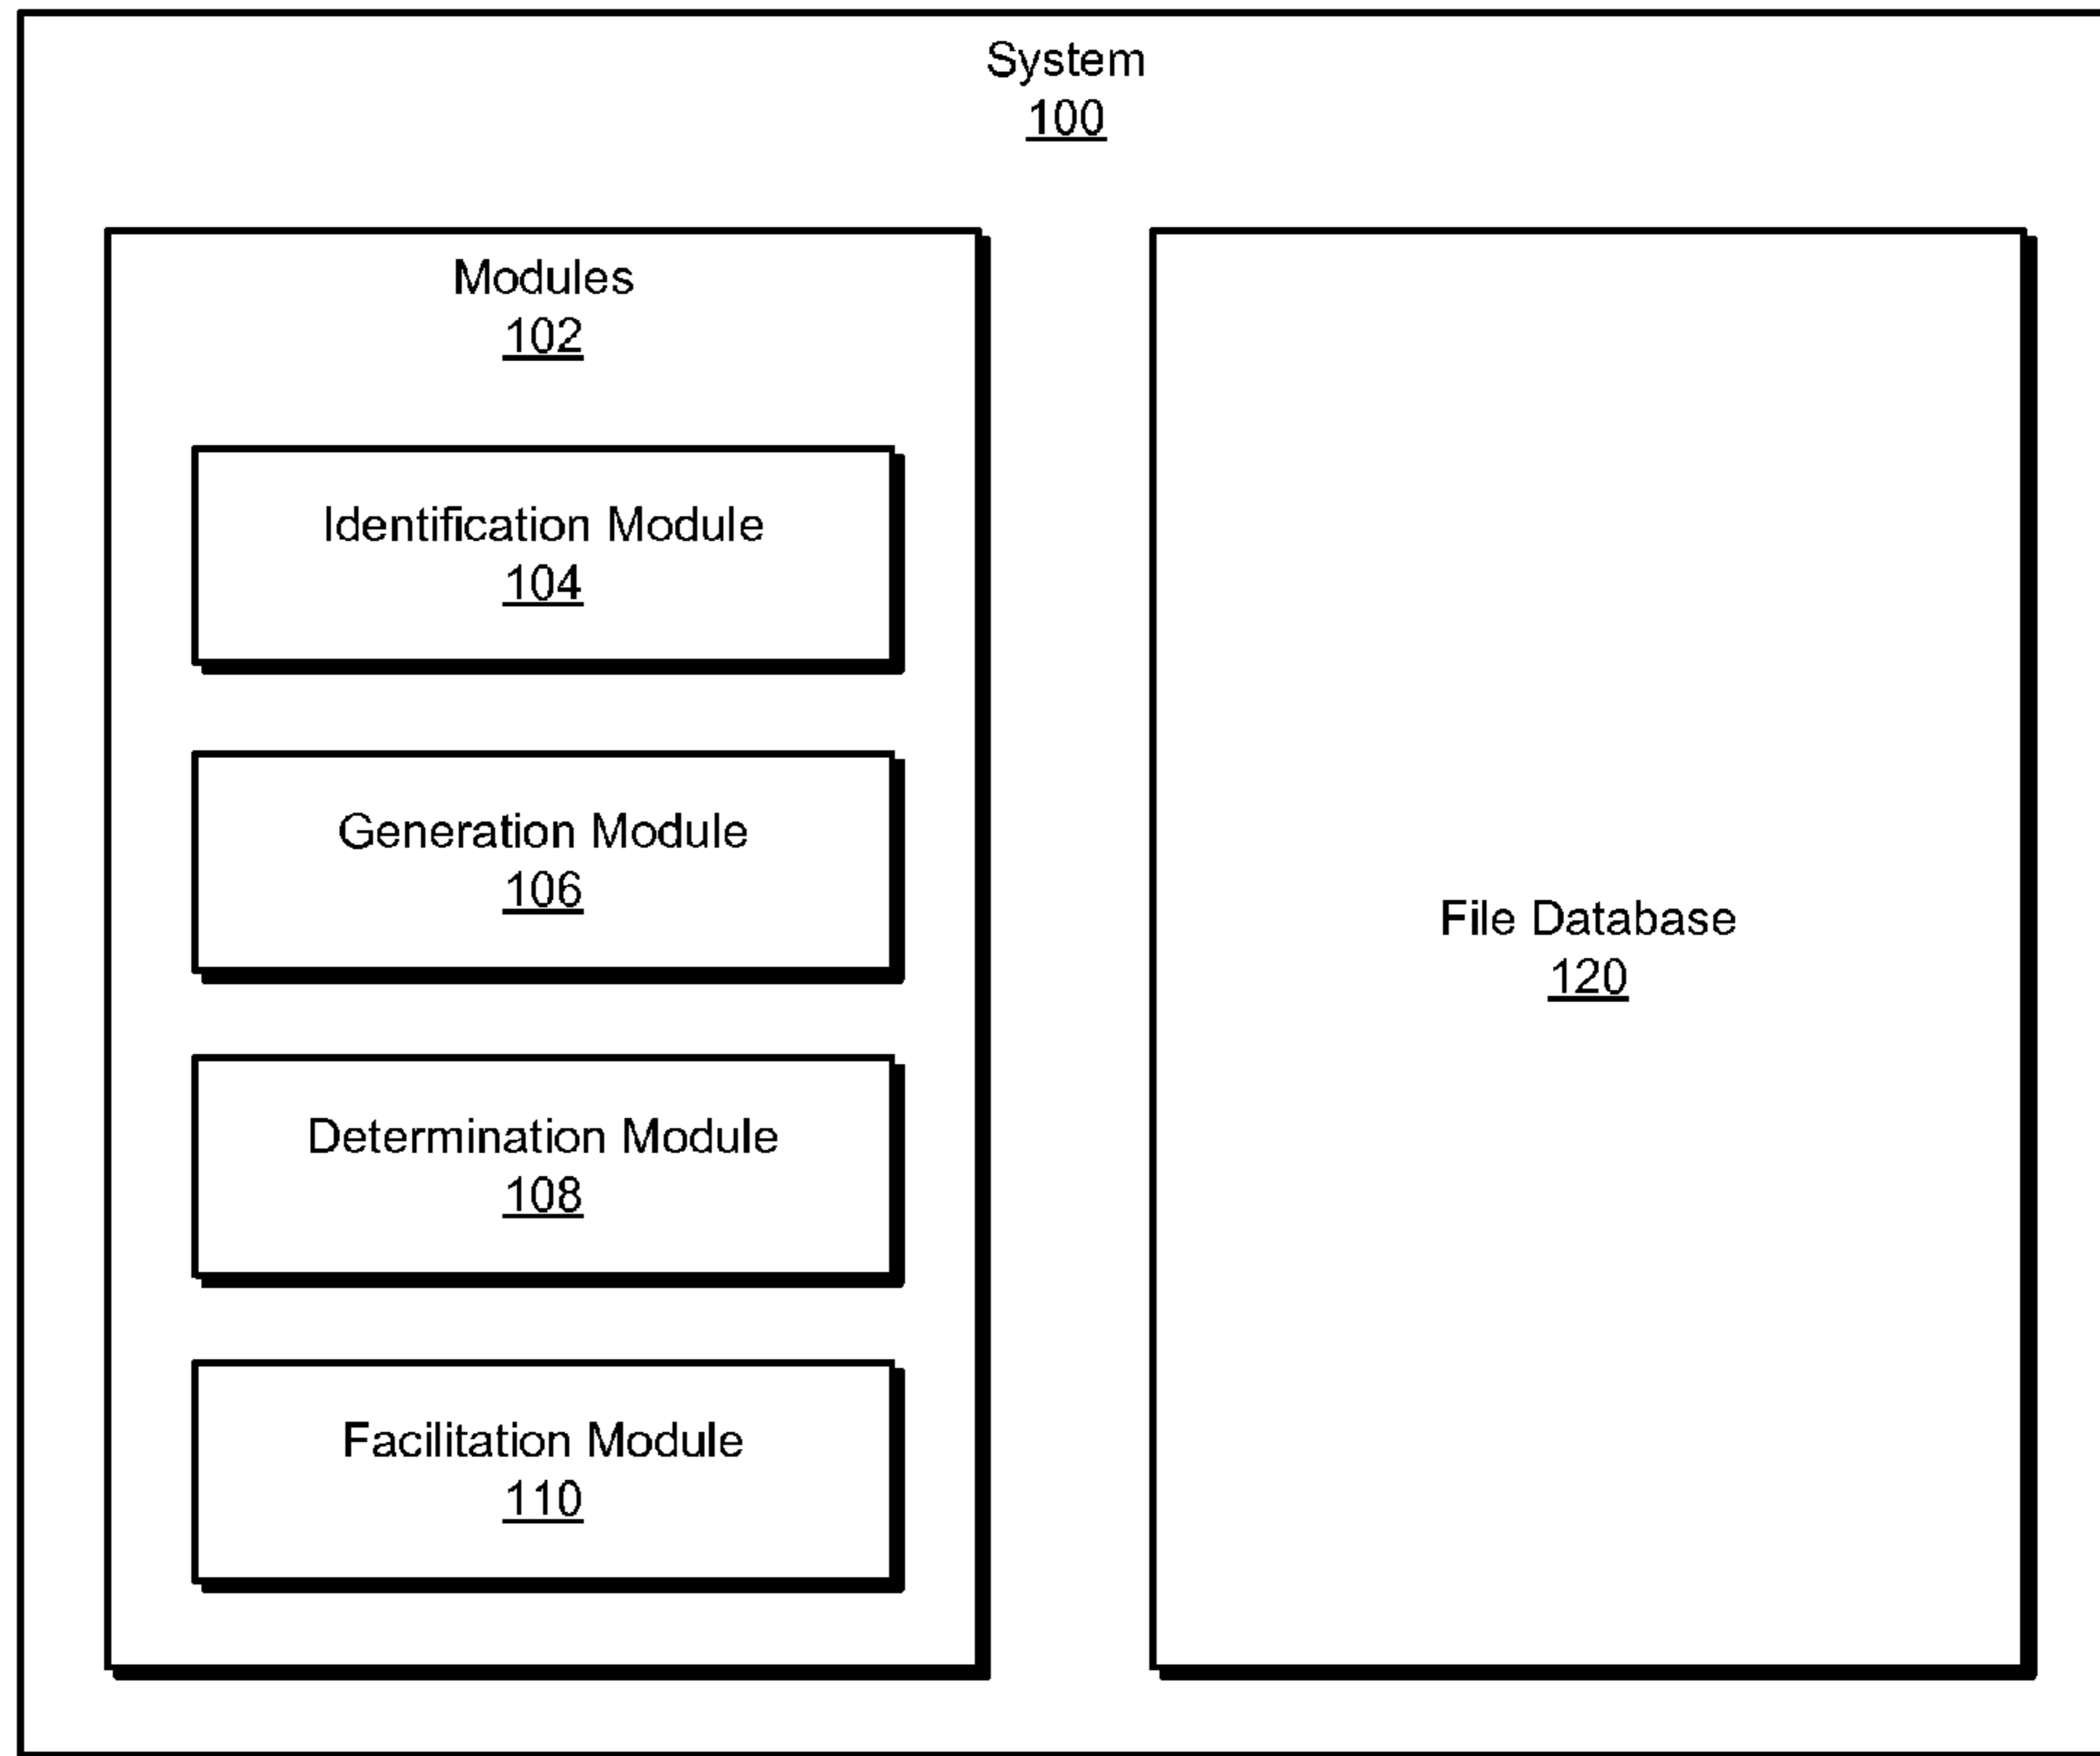 System
100
Modules
102
Identification Module
104
Generation Module
106
Determination Module
108
Facilitation Module
110
File Database
120